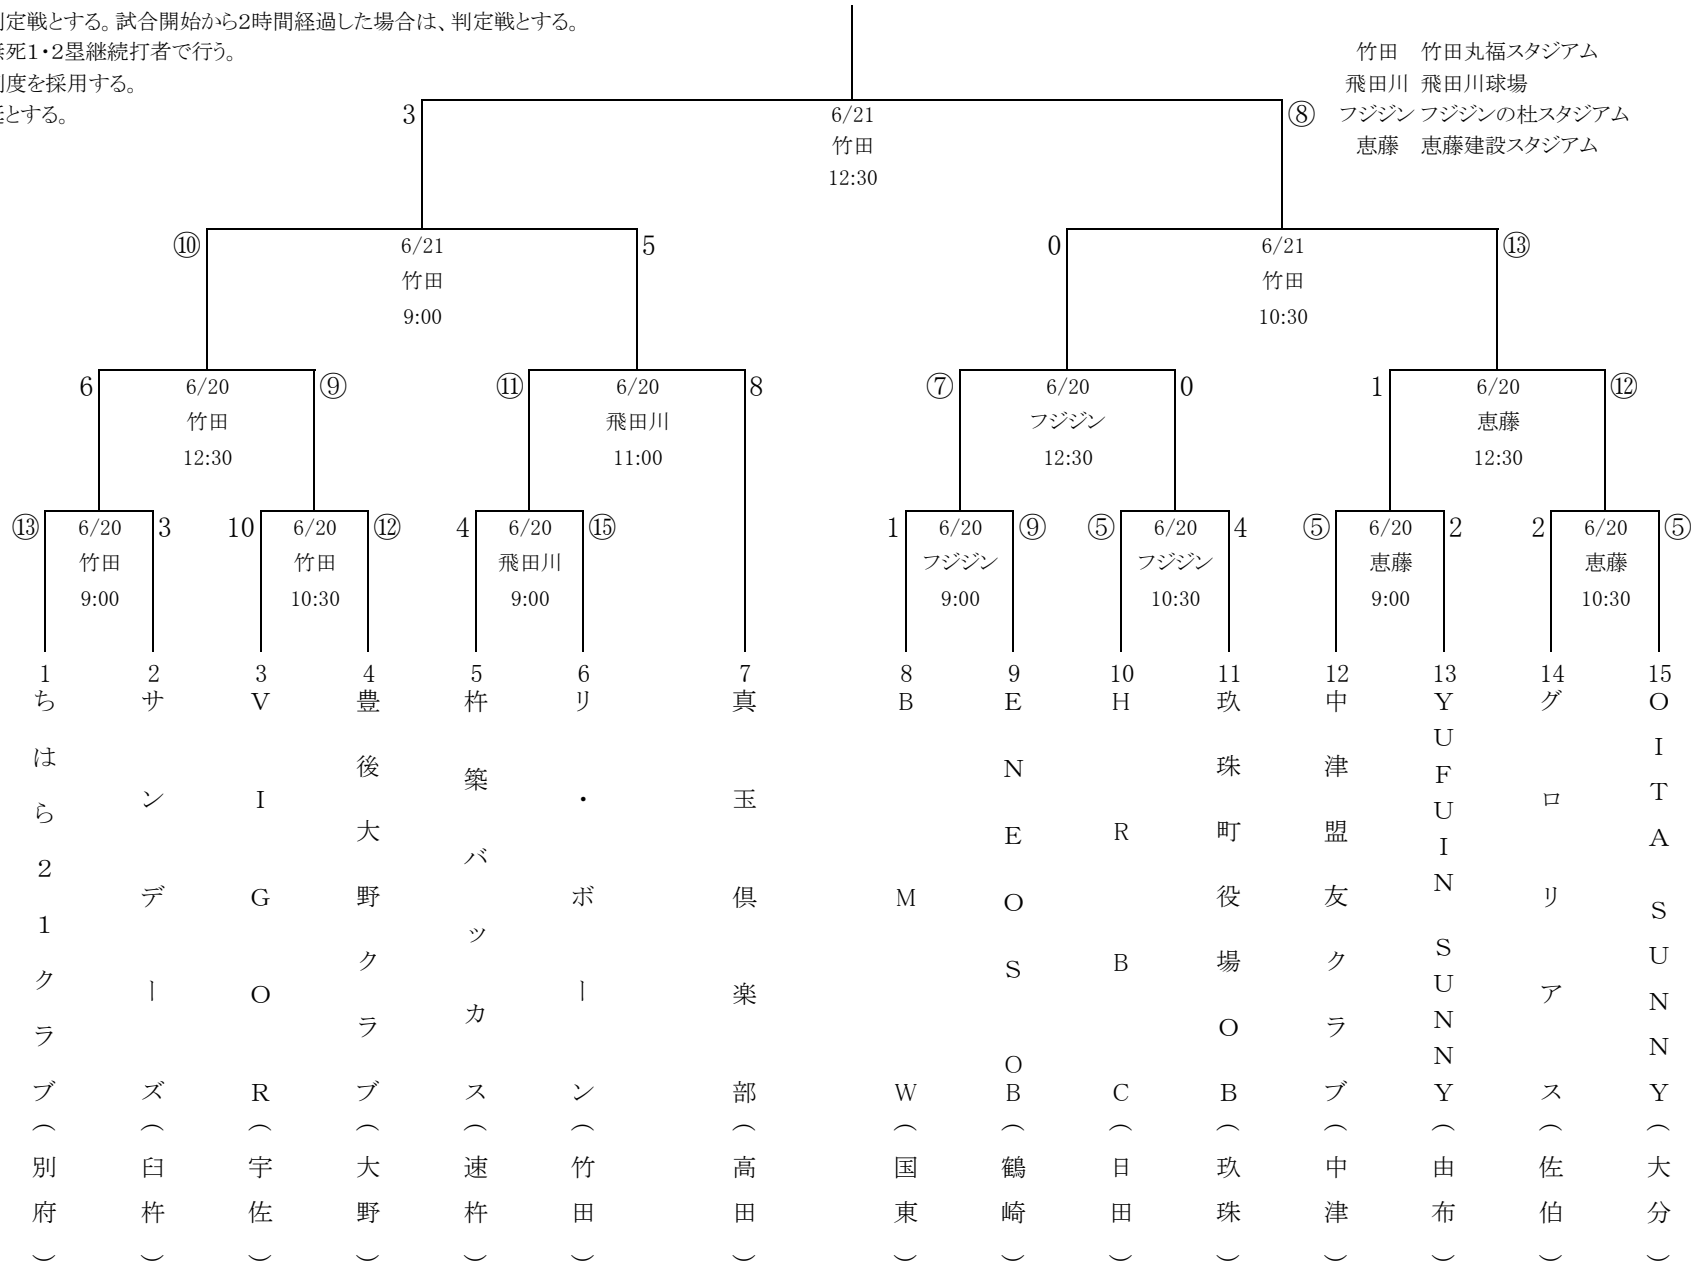 定戦とする。試合開始から2時間経過した場合は、判定戦とする。
死1・2塁継続打者で行う。
度を採用する。
とする。
竹田 竹田丸福スタジアム
飛田川 飛田川球場
フジジン フジジンの杜スタジアム
恵藤 恵藤建設スタジアム
3 6/21 ⑧
竹田
12:30
⑩ 6/21 5 0 6/21 ⑬
竹田 竹田
9:00 10:30
6 6/20 ⑨ ⑪ 6/20 8 ⑦ 6/20 0 1 6/20 ⑫
竹田 飛田川 フジジン 恵藤
12:30 11:00 12:30 12:30
⑬ 6/20 3 10 6/20 ⑫ 4 6/20 ⑮ 1 6/20 ⑨ ⑤ 6/20 4 ⑤ 6/20 2 2 6/20 ⑤
竹田 竹田 飛田川 フジジン フジジン 恵藤 恵藤
9:00 10:30 9:00 9:00 10:30 9:00 10:30
1 ちはら21クラブ(別府)
2 サンデーズ(臼杵)
3 VIGOR(宇佐)
4 豊後大野クラブ(大野)
5 杵築バッカス(速杵)
6 リ・ボーン(竹田)
7 真玉倶楽部(高田)
8 BMW(国東)
9 ENEOS OB(鶴崎)
10 HRBC(日田)
11 玖珠町役場OB(玖珠)
12 中津盟友クラブ(中津)
13 YUFUIN SUNNY(由布)
14 グロリアス(佐伯)
15 OITA SUNNY(大分)